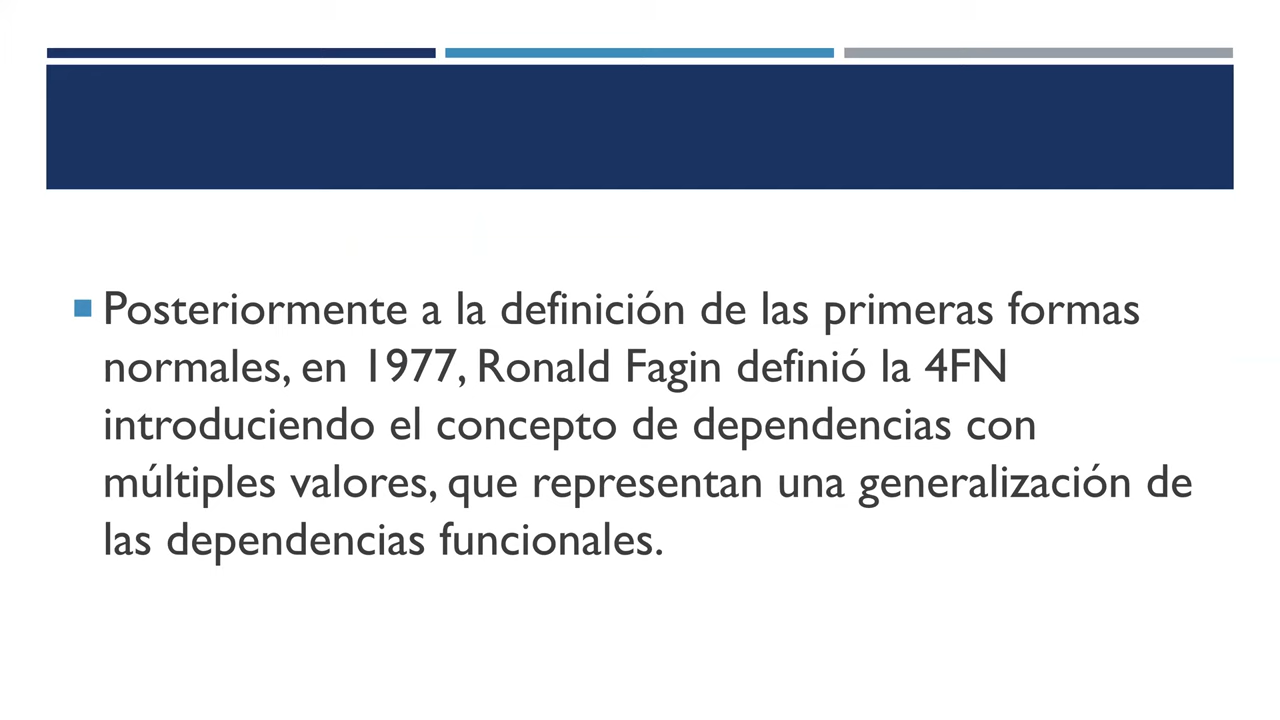 Posteriormente a la definición de las primeras formas
normales, en 1977, Ronald Fagin definió la 4FN
introduciendo el concepto de dependencias con
múltiples valores, que representan una generalización de
las dependencias funcionales.